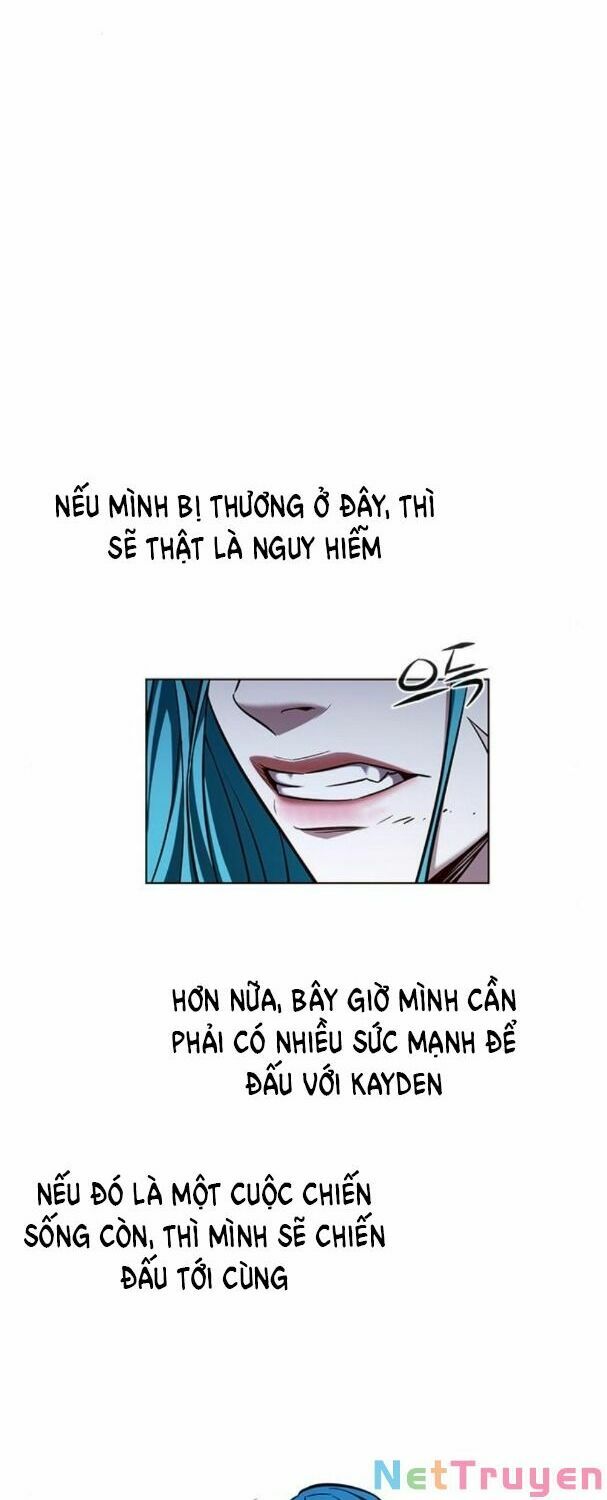 NẾU MÌNH BỊ THƯƠNG Ở ĐÂY, THÌ
SẼ THẬT LÀ NGUY HIỂM
으득
HƠN NỮA, BÂY GIỜ MÌNH CẦN
PHẢI CÓ NHIỀU SỨC MẠNH ĐỂ
ĐẤU VỚI KAYDEN
NẾU ĐÓ LÀ MỘT CUỘC CHIẾN
SỐNG CÒN, THÌ MÌNH SẼ CHIẾN
ĐẤU TỚI CÙNG
NetTruyen